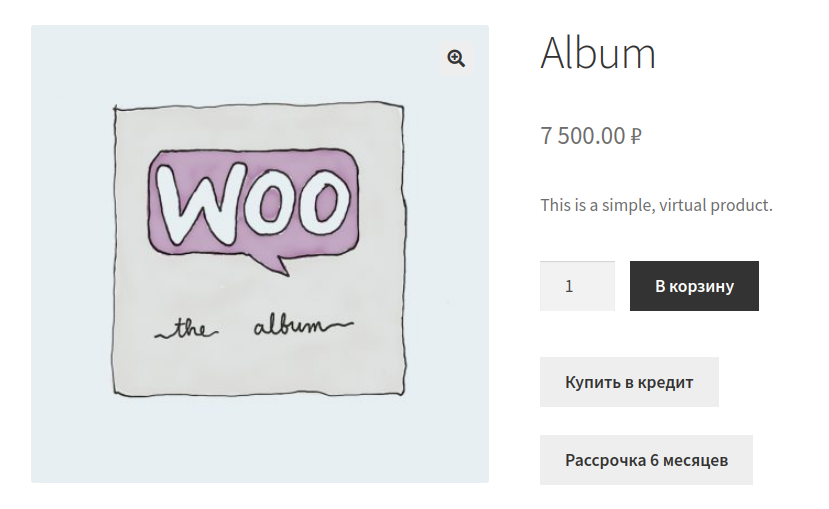 Album
7 500.00 ₽
This is a simple, virtual product.
1
В корзину
Купить в кредит
Рассрочка 6 месяцев
WOO
the album